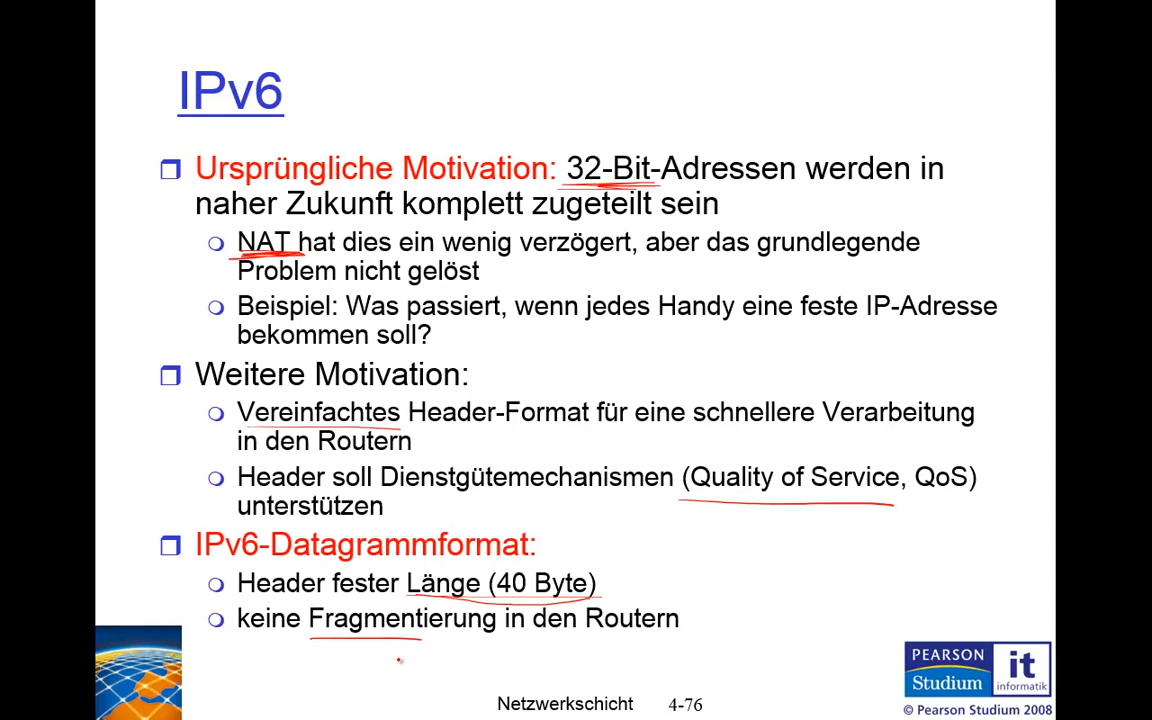 IPv6
Ursprüngliche Motivation: 32-Bit-Adressen werden in
naher Zukunft komplett zugeteilt sein
NAT hat dies ein wenig verzögert, aber das grundlegende
Problem nicht gelöst
Beispiel: Was passiert, wenn jedes Handy eine feste IP-Adresse
bekommen soll?
Weitere Motivation:
Vereinfachtes Header-Format für eine schnellere Verarbeitung
in den Routern
Header soll Dienstgütemechanismen (Quality of Service, QoS)
unterstützen
IPv6-Datagrammformat:
Header fester Länge (40 Byte)
keine Fragmentierung in den Routern
PEARSON
Studium
it
informatik
Netzwerkschicht 4-76
© Pearson Studium 2008